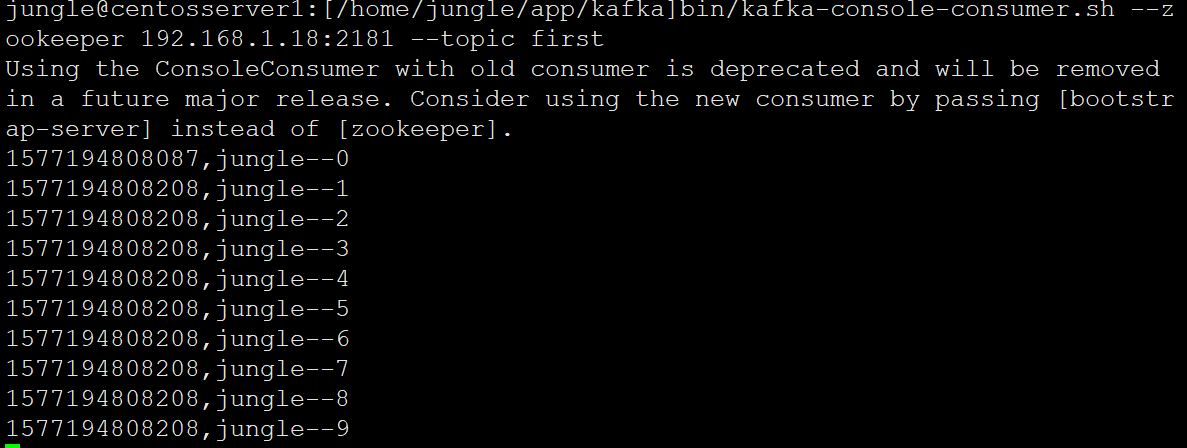 jungle@centosserver1:[/home/jungle/app/kafka]bin/kafka-console-consumer.sh --z
ookeeper 192.168.1.18:2181 --topic first
Using the ConsoleConsumer with old consumer is deprecated and will be removed
in a future major release. Consider using the new consumer by passing [bootstr
ap-server] instead of [zookeeper].
1577194808087,jungle--0
1577194808208,jungle--1
1577194808208,jungle--2
1577194808208,jungle--3
1577194808208,jungle--4
1577194808208,jungle--5
1577194808208,jungle--6
1577194808208,jungle--7
1577194808208,jungle--8
1577194808208,jungle--9